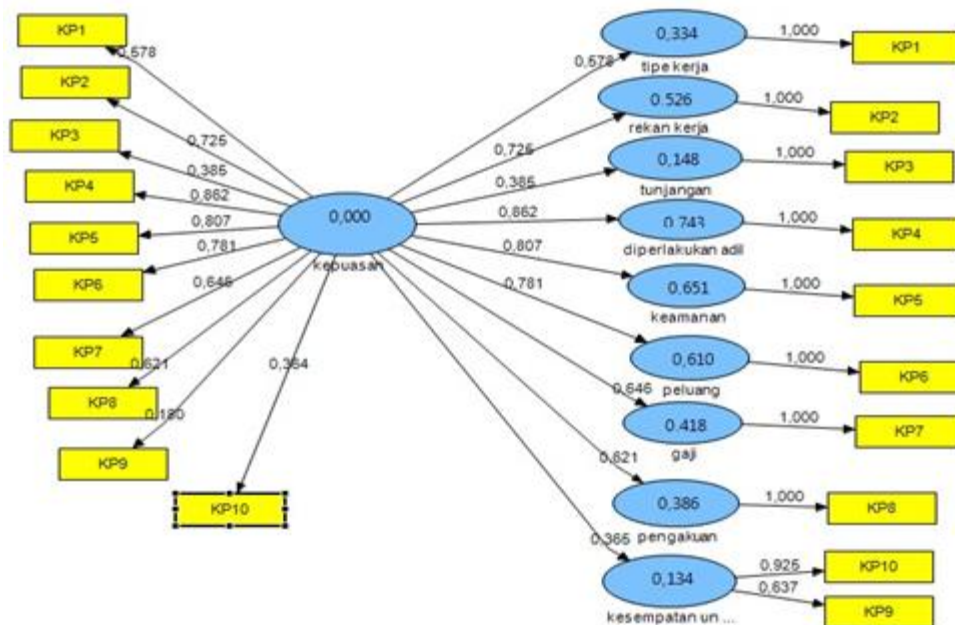 KP1
0,578
KP2
0,725
KP3
0,385
KP4
0,862
KP5
0,807
KP6
0,781
KP7
0,646
KP8
0,621
KP9
0,180
KP10
0,364
0,000
kepuasan
0,578
0,334
tipe kerja
1,000
KP1
0,725
0.526
rekan kerja
1,000
KP2
0,385
0,148
tunjangan
1,000
KP3
0,862
0.743
diperlakukan adil
1,000
KP4
0,807
0.651
keamanan
1,000
KP5
0,781
0,610
peluang
1,000
KP6
0,646
0.418
gaji
1,000
KP7
0,621
0,386
pengakuan
1,000
KP8
0,365
0,134
kesempatan un ...
0,925
KP10
0,637
KP9